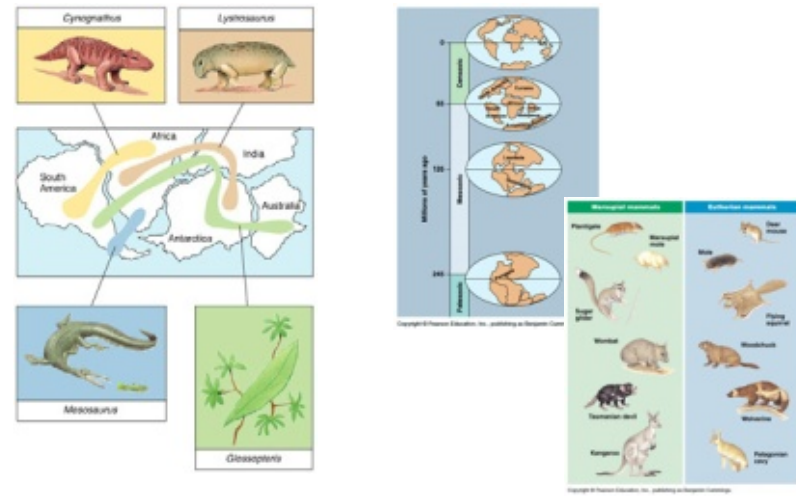 Cynognathus
Lystrosaurus
Africa
India
South
America
Australia
Antarctica
Mesosaurus
Glossopteris
Millions of years ago
0
65
135
Cenozoic
Mesozoic
Paleozoic
Laurasia
Marsupial mammals
Plantigale
Marsupial
mole
Sugar
glider
Wombat
Tasmanian devil
Kangaroo
Eutherian mammals
Deer
mouse
Mole
Flying
squirrel
Woodchuck
Wolverine
Patagonian
cavy